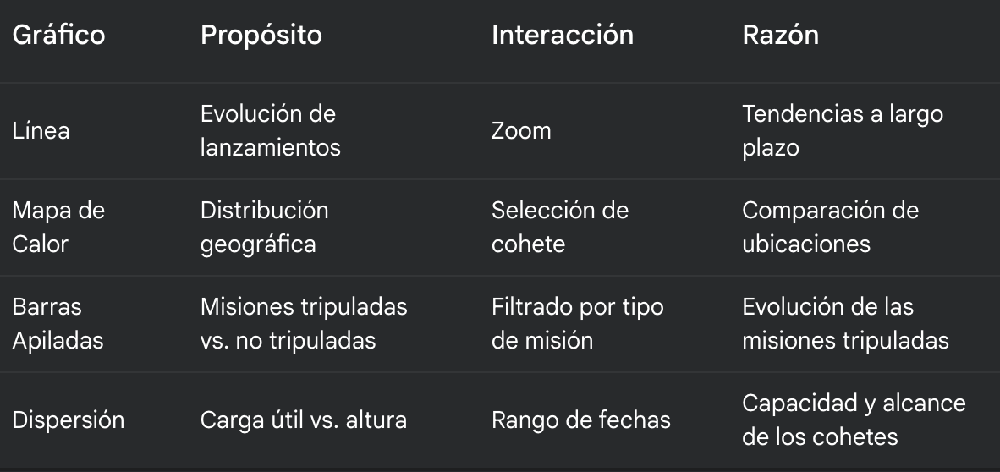 Gráfico Propósito Interacción Razón
Línea
Evolución de
lanzamientos
Zoom
Tendencias a largo
plazo
Mapa de
Calor
Distribución
geográfica
Selección de
cohete
Comparación de
ubicaciones
Barras
Apiladas
Misiones tripuladas
vs. no tripuladas
Filtrado por tipo
de misión
Evolución de las
misiones tripuladas
Dispersión
Carga útil vs. altura
Rango de fechas
Capacidad y alcance
de los cohetes